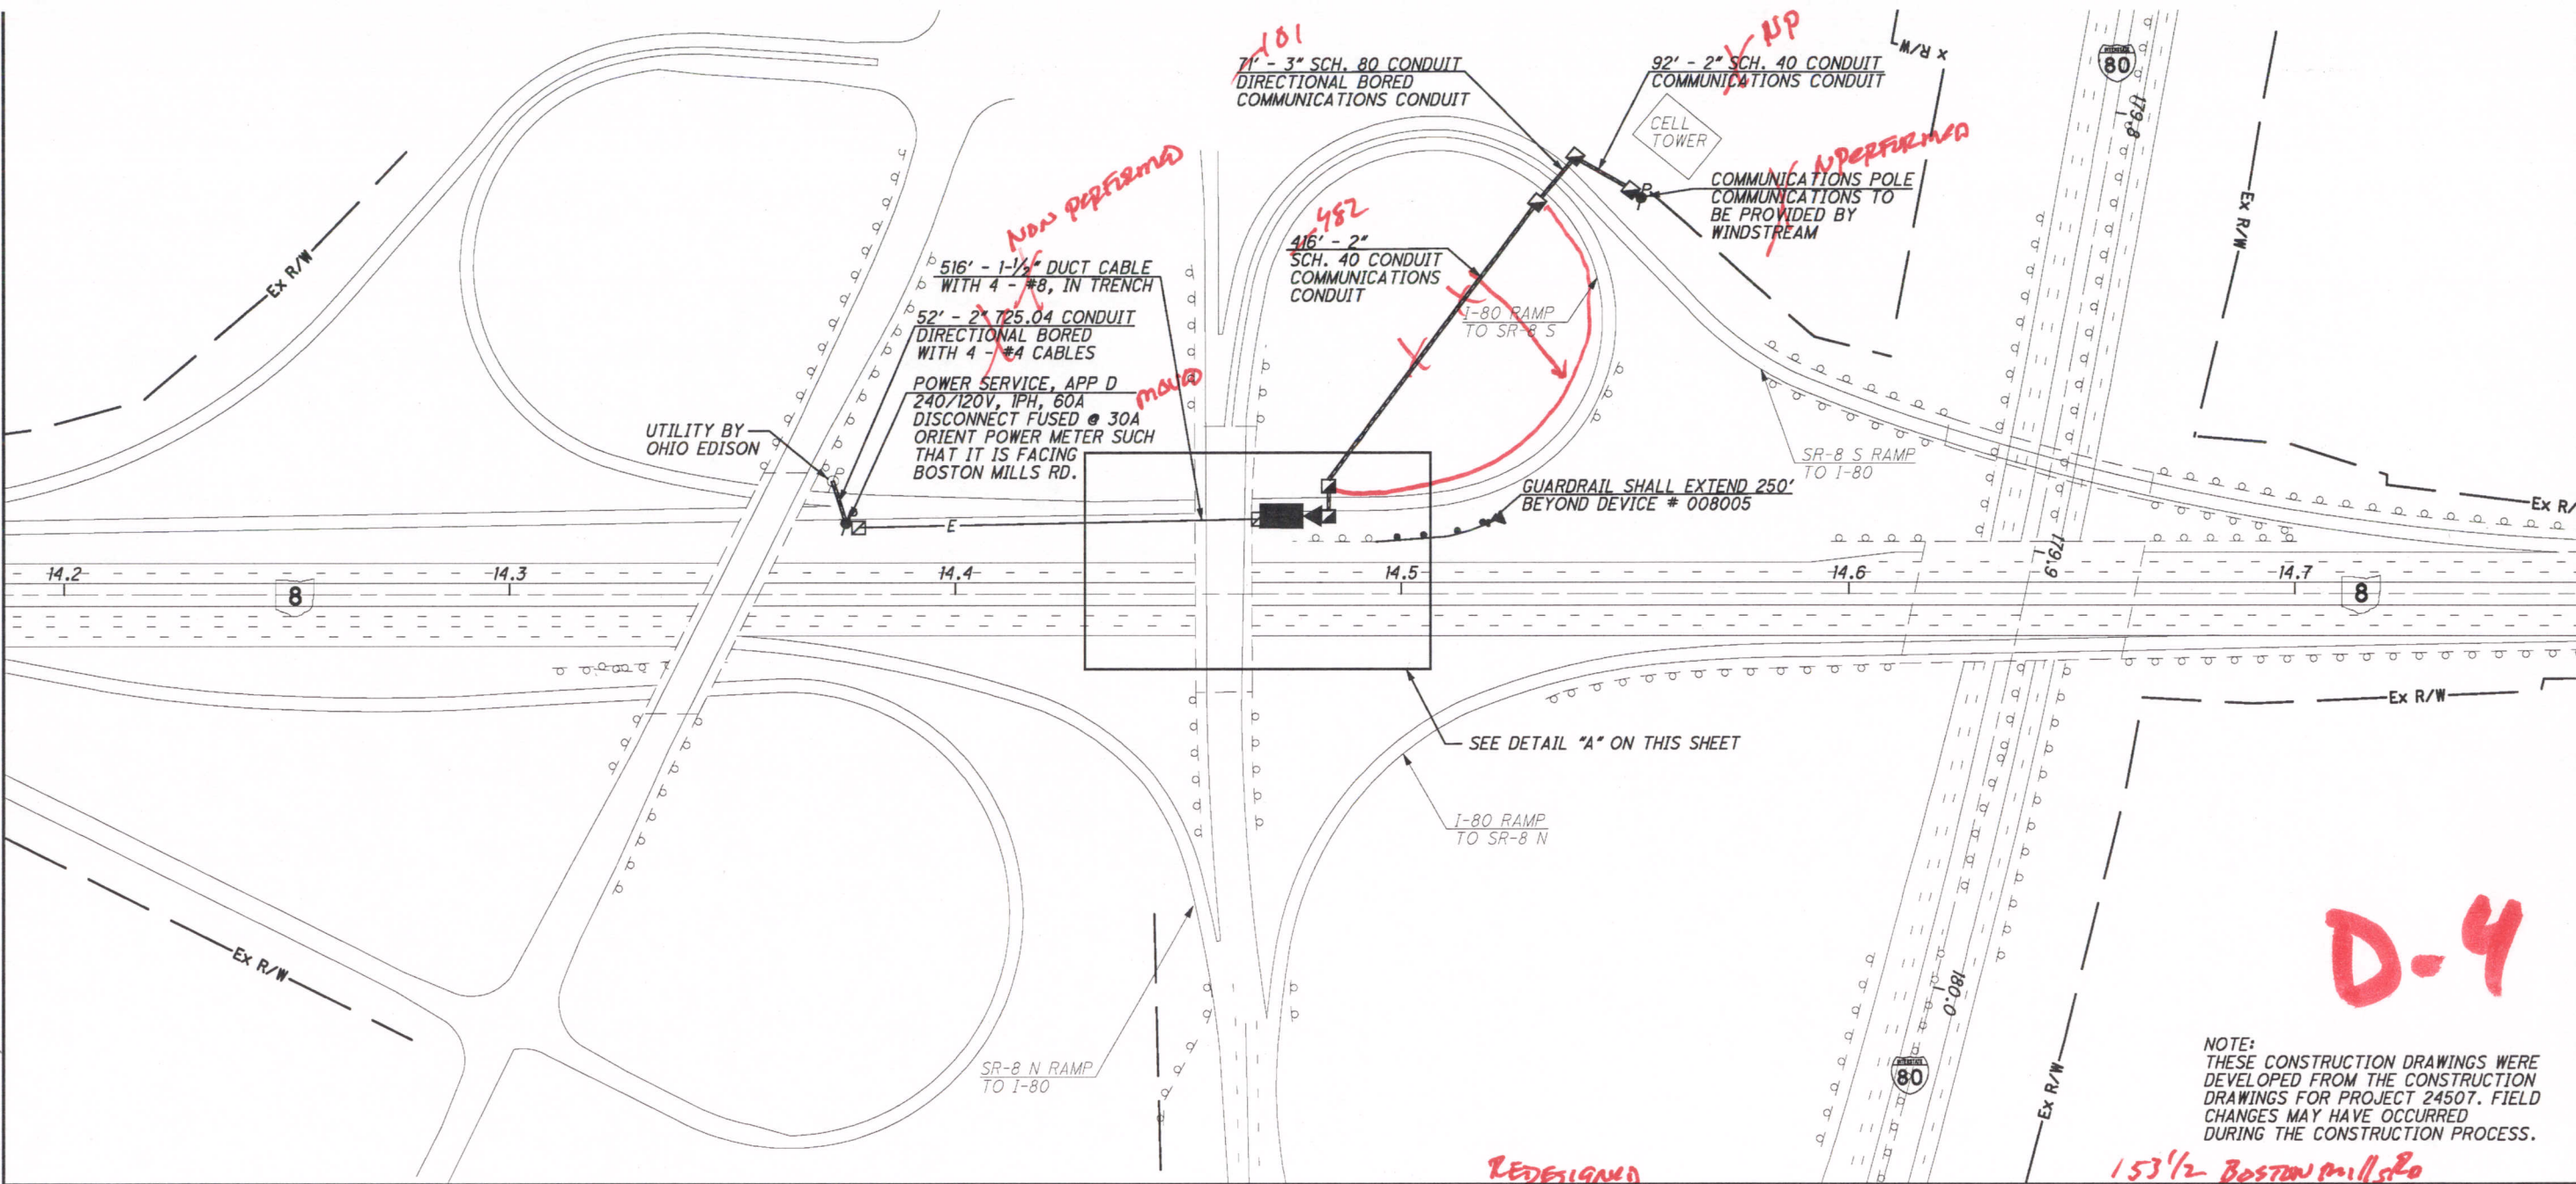 101
71' - 3" SCH. 80 CONDUIT
DIRECTIONAL BORED
COMMUNICATIONS CONDUIT
NP
92' - 2" SCH. 40 CONDUIT
COMMUNICATIONS CONDUIT
x R/W
INTERSTATE
80
179.8
CELL
TOWER
NPERFORMED
COMMUNICATIONS POLE
COMMUNICATIONS TO
BE PROVIDED BY
WINDSTREAM
Ex R/W
Ex R/W
NON PERFORMED
482
416' - 2"
SCH. 40 CONDUIT
COMMUNICATIONS
CONDUIT
516' - 1-1/2" DUCT CABLE
WITH 4 - #8, IN TRENCH
52' - 2" 725.04 CONDUIT
DIRECTIONAL BORED
WITH 4 - #4 CABLES
I-80 RAMP
TO SR-8 S
MOVED
POWER SERVICE, APP D
240/120V, 1PH, 60A
DISCONNECT FUSED @ 30A
ORIENT POWER METER SUCH
THAT IT IS FACING
BOSTON MILLS RD.
UTILITY BY
OHIO EDISON
P
P
P
SR-8 S RAMP
TO I-80
GUARDRAIL SHALL EXTEND 250'
BEYOND DEVICE # 008005
Ex R/
E
179.9
14.2
14.3
14.4
14.5
14.6
14.7
8
8
Ex R/W
SEE DETAIL "A" ON THIS SHEET
I-80 RAMP
TO SR-8 N
D-4
Ex R/W
180.0
SR-8 N RAMP
TO I-80
INTERSTATE
80
Ex R/W
NOTE:
THESE CONSTRUCTION DRAWINGS WERE
DEVELOPED FROM THE CONSTRUCTION
DRAWINGS FOR PROJECT 24507. FIELD
CHANGES MAY HAVE OCCURRED
DURING THE CONSTRUCTION PROCESS.
REDESIGNED
153 1/2 BOSTON Mills RD